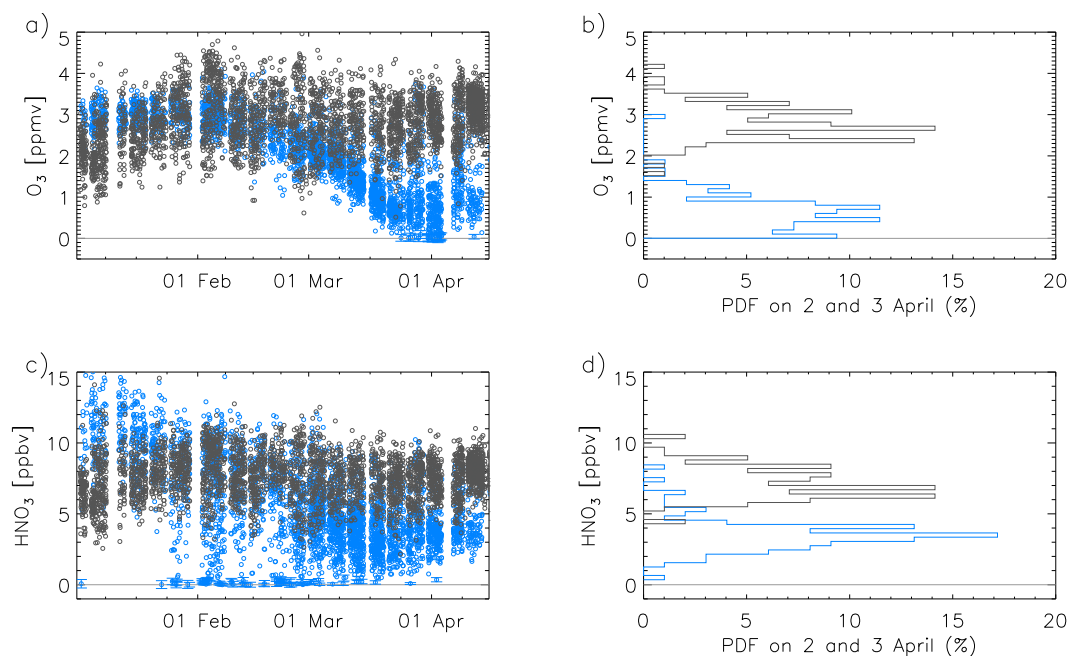 a)
5
4
3
2
1
0
O₃ [ppmv]
01 Feb 01 Mar 01 Apr
b)
5
4
3
2
1
0
O₃ [ppmv]
0 5 10 15 20
PDF on 2 and 3 April (%)
c)
15
10
5
0
HNO₃ [ppbv]
01 Feb 01 Mar 01 Apr
d)
15
10
5
0
HNO₃ [ppbv]
0 5 10 15 20
PDF on 2 and 3 April (%)